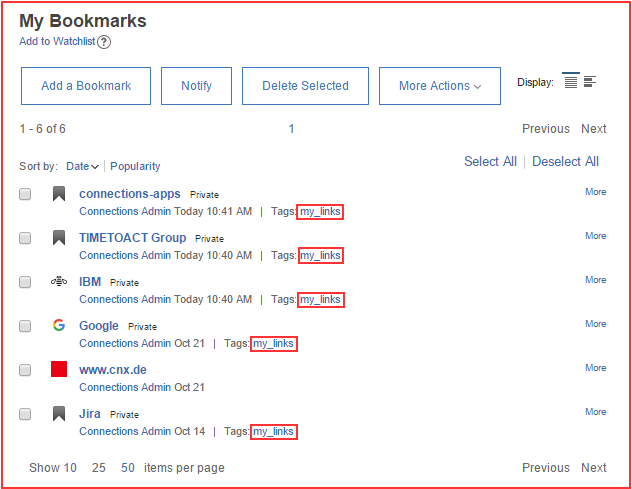 My Bookmarks
Add to Watchlist ?
Add a Bookmark Notify Delete Selected More Actions Display:
1 - 6 of 6 1 Previous Next
Sort by: Date | Popularity Select All | Deselect All
connections-apps Private More
Connections Admin Today 10:41 AM | Tags: my_links
TIMETOACT Group Private More
Connections Admin Today 10:40 AM | Tags: my_links
IBM Private More
Connections Admin Today 10:40 AM | Tags: my_links
Google Private More
Connections Admin Oct 21 | Tags: my_links
www.cnx.de More
Connections Admin Oct 21
Jira Private More
Connections Admin Oct 14 | Tags: my_links
Show 10 25 50 items per page Previous Next